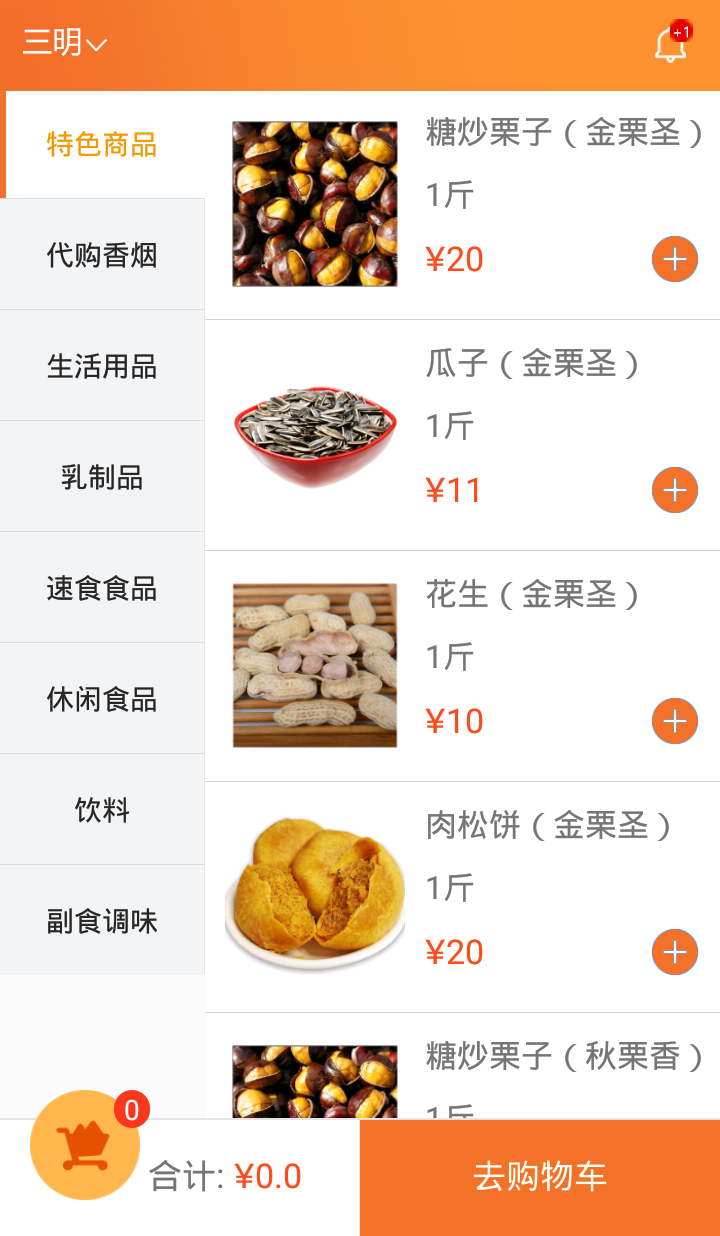 三明
+1
特色商品
代购香烟
生活用品
乳制品
速食食品
休闲食品
饮料
副食调味
糖炒栗子（金栗圣）
1斤
¥20
瓜子（金栗圣）
1斤
¥11
花生（金栗圣）
1斤
¥10
肉松饼（金栗圣）
1斤
¥20
糖炒栗子（秋栗香）
1斤
0
合计: ¥0.0
去购物车